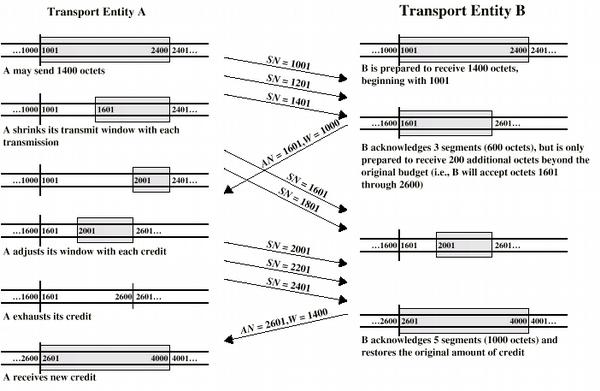 Transport Entity A
…1000 1001 2400 2401…
A may send 1400 octets
…1000 1001 1601 2401…
A shrinks its transmit window with each
transmission
…1000 1001 2001 2401…
…1600 1601 2001 2601…
A adjusts its window with each credit
…1600 1601 2600 2601…
A exhausts its credit
…2600 2601 4000 4001…
A receives new credit
SN = 1001
SN = 1201
SN = 1401
AN = 1601,W = 1000
SN = 1601
SN = 1801
SN = 2001
SN = 2201
SN = 2401
AN = 2601,W = 1400
Transport Entity B
…1000 1001 2400 2401…
B is prepared to receive 1400 octets,
beginning with 1001
…1600 1601 2601…
B acknowledges 3 segments (600 octets), but is only
prepared to receive 200 additional octets beyond the
original budget (i.e., B will accept octets 1601
through 2600)
…1600 1601 2001 2601…
…2600 2601 4000 4001…
B acknowledges 5 segments (1000 octets) and
restores the original amount of credit